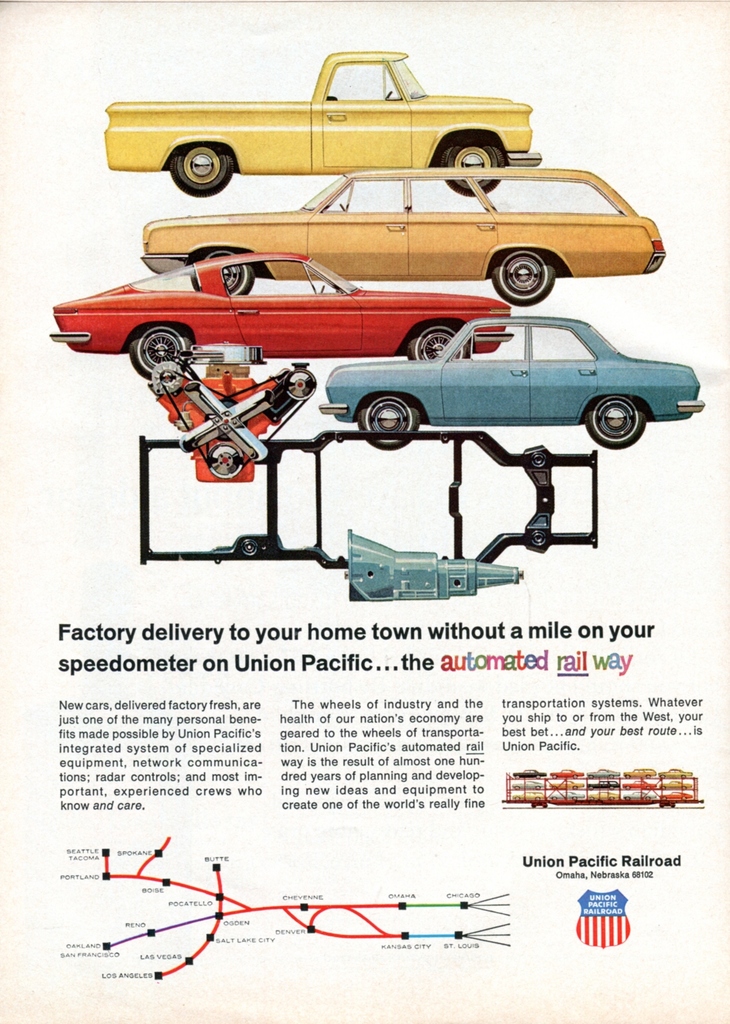 Factory delivery to your home town without a mile on your
speedometer on Union Pacific...the automated rail way
New cars, delivered factory fresh, are
just one of the many personal bene-
fits made possible by Union Pacific's
integrated system of specialized
equipment, network communica-
tions; radar controls; and most im-
portant, experienced crews who
know and care.
The wheels of industry and the
health of our nation's economy are
geared to the wheels of transporta-
tion. Union Pacific's automated rail
way is the result of almost one hun-
dred years of planning and develop-
ing new ideas and equipment to
create one of the world's really fine
transportation systems. Whatever
you ship to or from the West, your
best bet...and your best route...is
Union Pacific.
SEATTLE
TACOMA
SPOKANE
PORTLAND
BOISE
BUTTE
POCATELLO
RENO
OGDEN
OAKLAND
SAN FRANCISCO
SALT LAKE CITY
LAS VEGAS
LOS ANGELES
CHEYENNE
DENVER
OMAHA
CHICAGO
KANSAS CITY
ST. LOUIS
Union Pacific Railroad
Omaha, Nebraska 68102
UNION
PACIFIC
RAILROAD